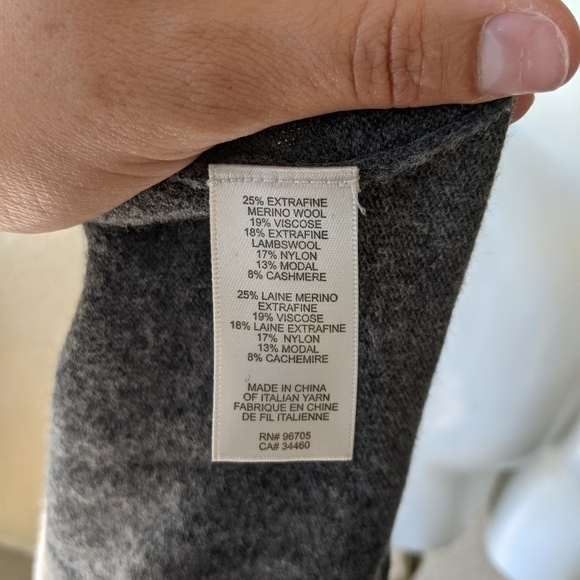 25% EXTRAFINE
MERINO WOOL
19% VISCOSE
18% EXTRAFINE
LAMBSWOOL
17% NYLON
13% MODAL
8% CASHMERE
25% LAINE MERINO
EXTRAFINE
19% VISCOSE
18% LAINE EXTRAFINE
17% NYLON
13% MODAL
8% CACHEMIRE
MADE IN CHINA
OF ITALIAN YARN
FABRIQUE EN CHINE
DE FIL ITALIENNE
RN# 96705
CA# 34460